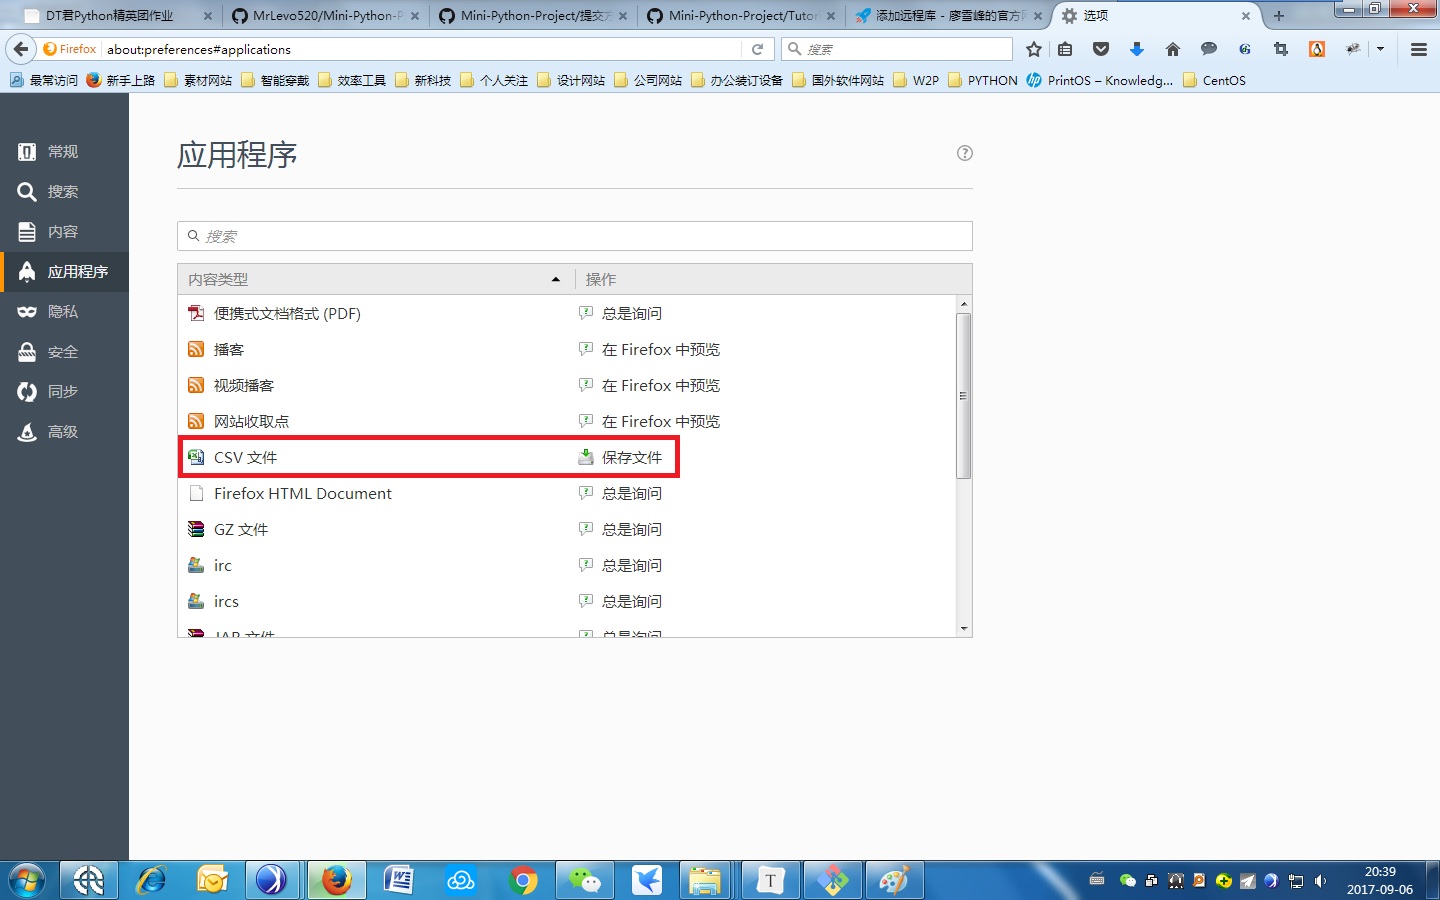 DT君Python精英团作业
MrLevo520/Mini-Python-P
Mini-Python-Project/提交方
Mini-Python-Project/Tutor
添加远程库 - 廖雪峰的官方网
选项
Firefox
about:preferences#applications
搜索
最常访问
新手上路
素材网站
智能穿戴
效率工具
新科技
个人关注
设计网站
公司网站
办公装订设备
国外软件网站
W2P
PYTHON
PrintOS – Knowledg...
CentOS
常规
搜索
内容
应用程序
隐私
安全
同步
高级
应用程序
搜索
内容类型 操作
便携式文档格式 (PDF) 总是询问
播客 在 Firefox 中预览
视频播客 在 Firefox 中预览
网站收取点 在 Firefox 中预览
CSV 文件 保存文件
Firefox HTML Document 总是询问
GZ 文件 总是询问
irc 总是询问
ircs 总是询问
JAR 文件 总是询问
20:39
2017-09-06